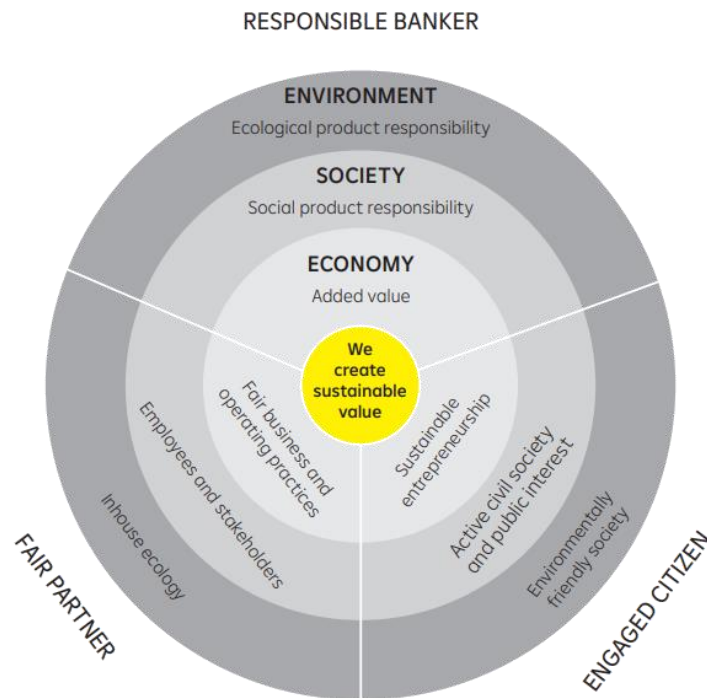 RESPONSIBLE BANKER
ENVIRONMENT
Ecological product responsibility
SOCIETY
Social product responsibility
ECONOMY
Added value
We
create
sustainable
value
Fair business and
operating practices
Employees and stakeholders
Inhouse ecology
FAIR PARTNER
Sustainable
entrepreneurship
Active civil society
and public interest
Environmentally
friendly society
ENGAGED CITIZEN